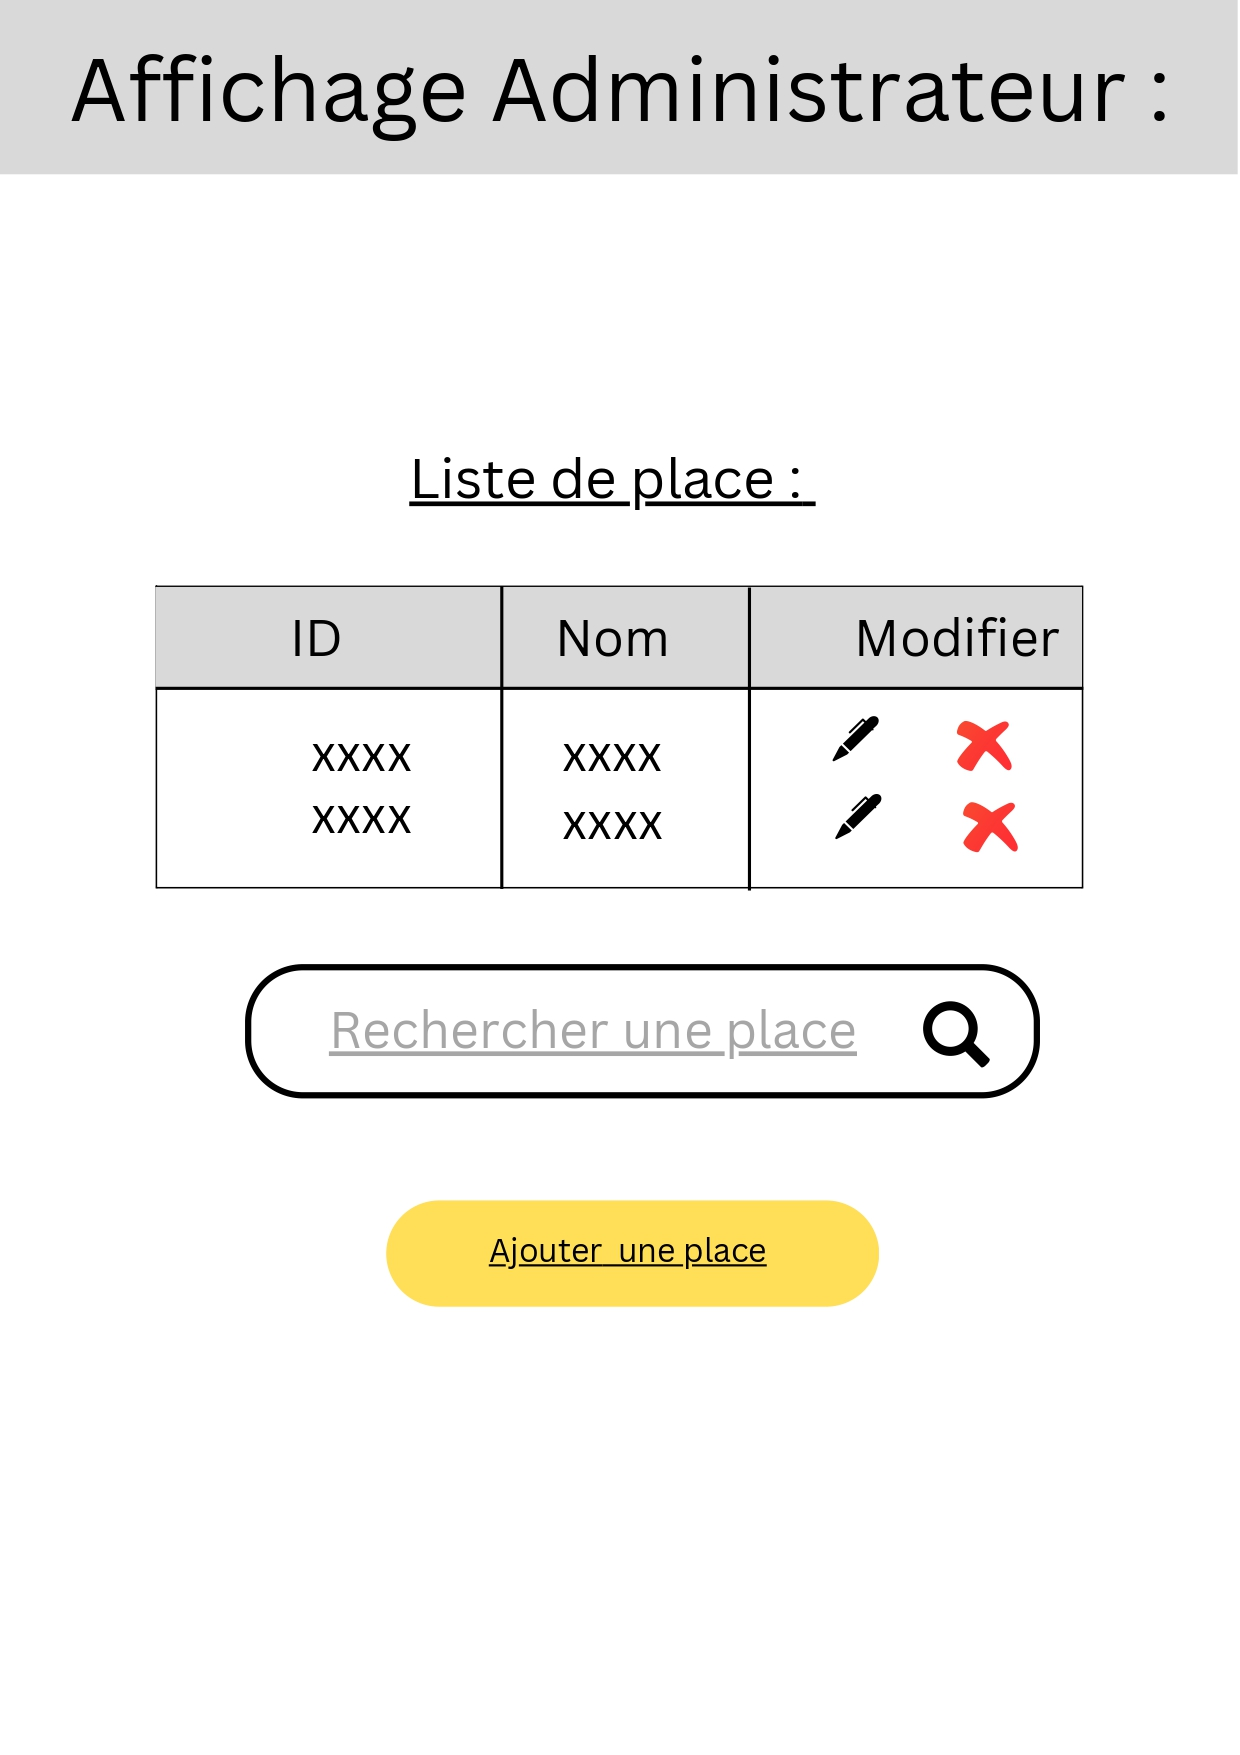 Affichage Administrateur :
Liste de place :
ID Nom Modifier
xxxx xxxx
xxxx xxxx
Rechercher une place
Ajouter une place